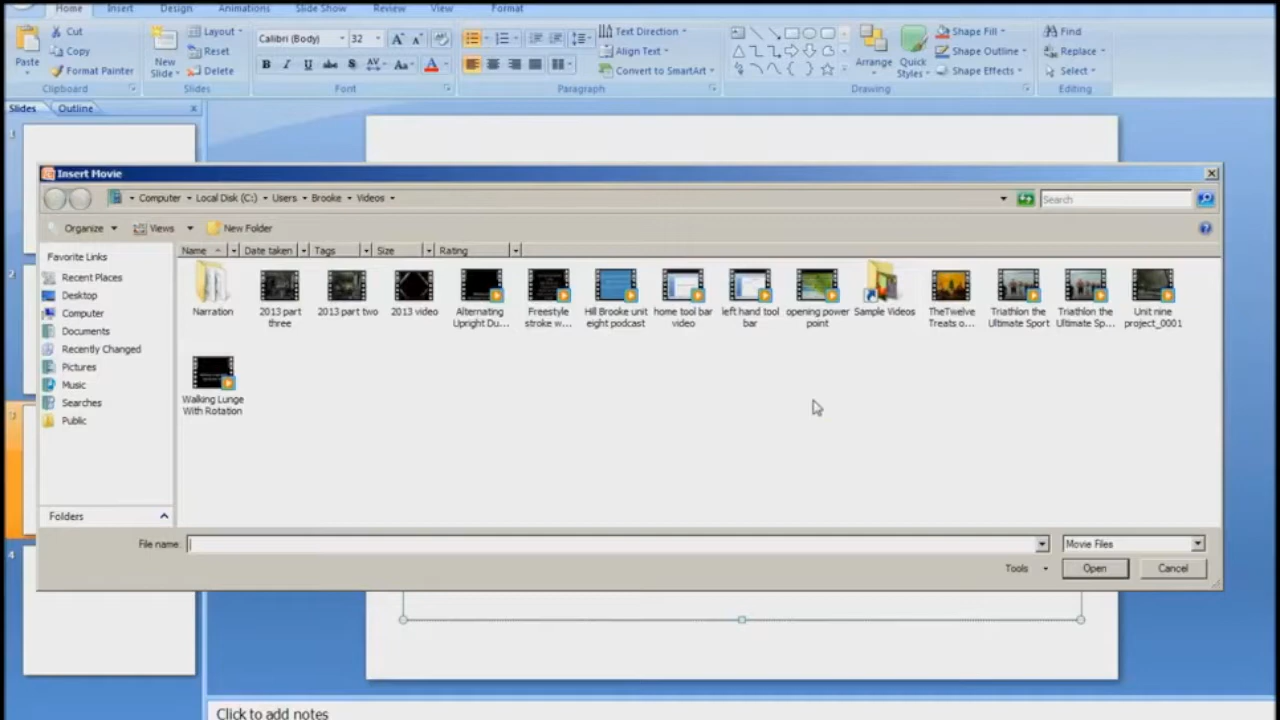 Home Insert Design Animations Slide Show Review View Format
Paste
Cut
Copy
Format Painter
Clipboard
New Slide
Layout
Reset
Delete
Slides
Calibri (Body) 32
B I U abe S AV Aa A
Font
Text Direction
Align Text
Convert to SmartArt
Paragraph
Arrange
Quick Styles
Shape Fill
Shape Outline
Shape Effects
Drawing
Find
Replace
Select
Editing
Slides Outline
1
2
3
4
Insert Movie
Computer Local Disk (C:) Users Brooke Videos
Search
Organize Views New Folder
Favorite Links
Recent Places
Desktop
Computer
Documents
Recently Changed
Pictures
Music
Searches
Public
Folders
Name Date taken Tags Size Rating
Narration
2013 part three
2013 part two
2013 video
Alternating Upright Du...
Freestyle stroke w...
Hill Brooke unit eight podcast
home tool bar video
left hand tool bar
opening power point
Sample Videos
TheTwelve Treats o...
Triathlon the Ultimate Sport
Triathlon the Ultimate Sp...
Unit nine project_0001
Walking Lunge With Rotation
File name:
Movie Files
Tools Open Cancel
Click to add notes